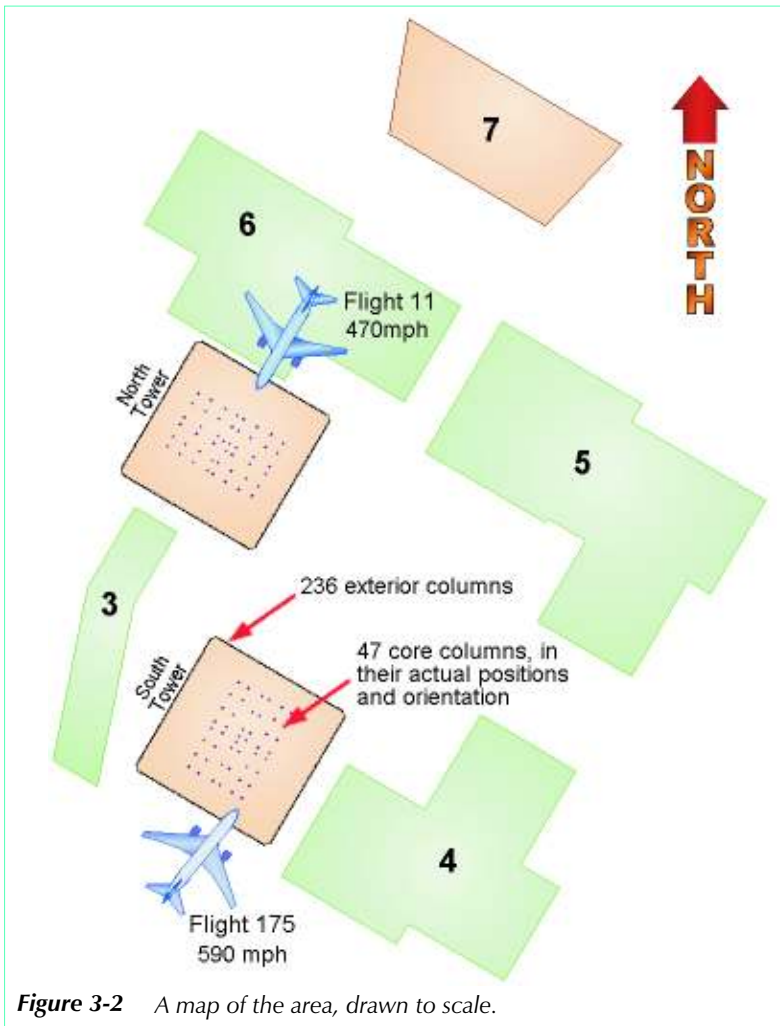 7
NORTH
6
Flight 11
470mph
North
Tower
5
3
236 exterior columns
47 core columns, in
their actual positions
and orientation
South
Tower
4
Flight 175
590 mph
Figure 3-2 A map of the area, drawn to scale.